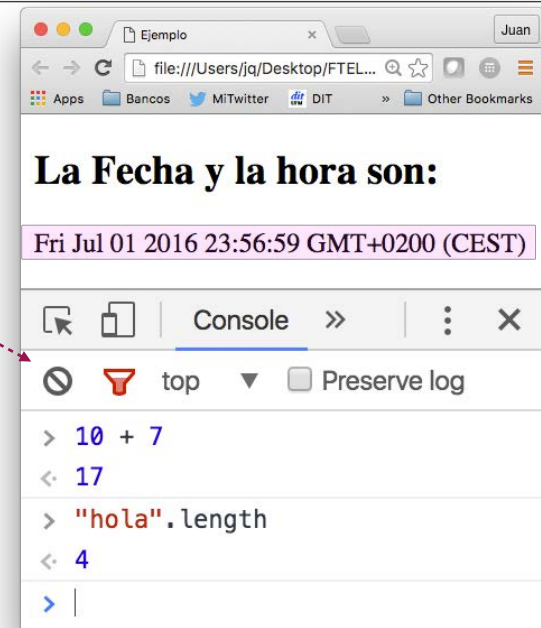 Ejemplo
Juan
file:///Users/jq/Desktop/FTEL...
Apps Bancos MiTwitter dit DIT » Other Bookmarks
La Fecha y la hora son:
Fri Jul 01 2016 23:56:59 GMT+0200 (CEST)
Console »
top ▼ Preserve log
> 10 + 7
17
> "hola".length
4
>